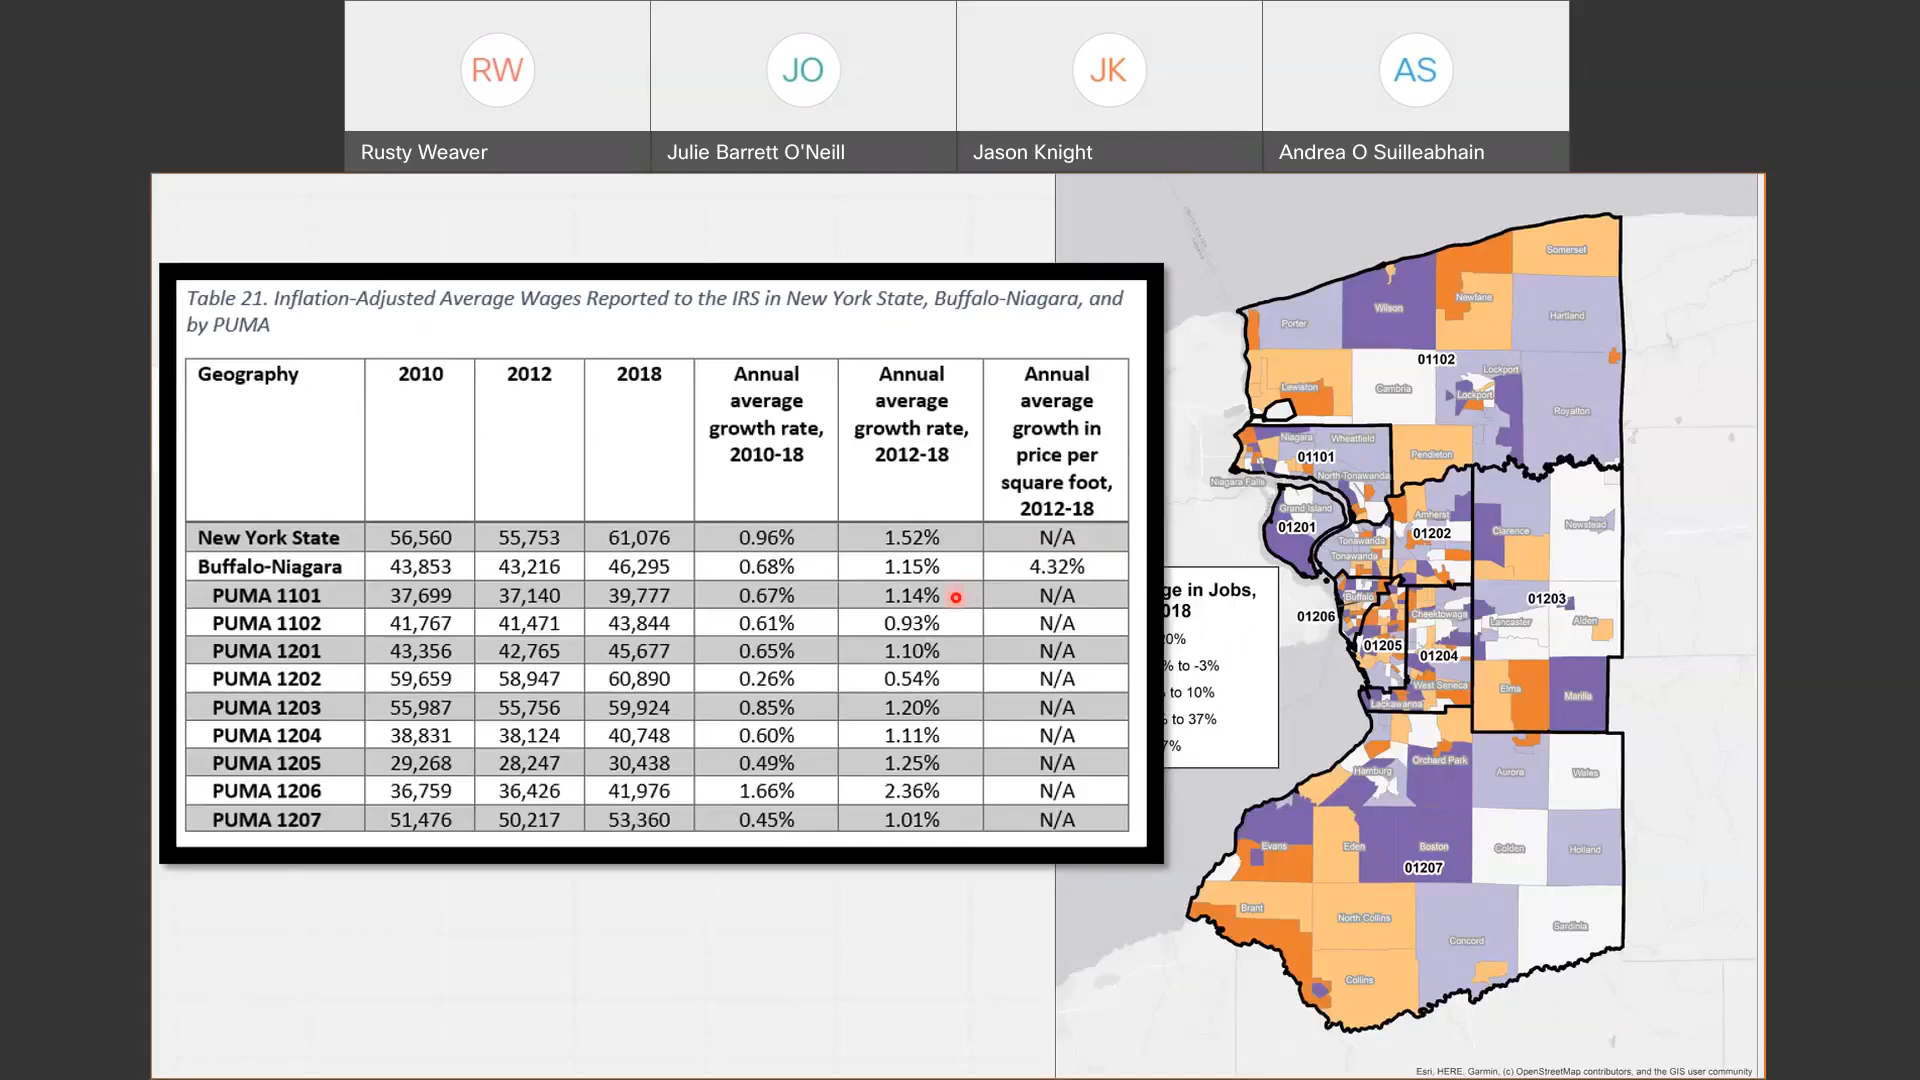 RW
JO
JK
AS
Rusty Weaver
Julie Barrett O'Neill
Jason Knight
Andrea O Suilleabhain
Table 21. Inflation-Adjusted Average Wages Reported to the IRS in New York State, Buffalo-Niagara, and
by PUMA
Geography 2010 2012 2018 Annual average growth rate, 2010-18 Annual average growth rate, 2012-18 Annual average growth in price per square foot, 2012-18
New York State 56,560 55,753 61,076 0.96% 1.52% N/A
Buffalo-Niagara 43,853 43,216 46,295 0.68% 1.15% 4.32%
PUMA 1101 37,699 37,140 39,777 0.67% 1.14% N/A
PUMA 1102 41,767 41,471 43,844 0.61% 0.93% N/A
PUMA 1201 43,356 42,765 45,677 0.65% 1.10% N/A
PUMA 1202 59,659 58,947 60,890 0.26% 0.54% N/A
PUMA 1203 55,987 55,756 59,924 0.85% 1.20% N/A
PUMA 1204 38,831 38,124 40,748 0.60% 1.11% N/A
PUMA 1205 29,268 28,247 30,438 0.49% 1.25% N/A
PUMA 1206 36,759 36,426 41,976 1.66% 2.36% N/A
PUMA 1207 51,476 50,217 53,360 0.45% 1.01% N/A
ge in Jobs,
018
20%
% to -3%
to 10%
% to 37%
7%
Somerset
Newfane
Wilson
Hartland
Porter
01102
Lockport
Lewiston
Cambria
Lockport
Royalton
Niagara
Wheatfield
Pendleton
01101
North Tonawanda
Niagara Falls
Grand Island
Amherst
01201
01202
Clarence
Newstead
Tonawanda
Tonawanda
Buffalo
01203
01206
Cheektowaga
Lancaster
Alden
01205
01204
West Seneca
Elma
Marilla
Lackawanna
Orchard Park
Hamburg
Aurora
Wales
Evans
Eden
Boston
Colden
Holland
01207
Brant
North Collins
Sardinia
Concord
Collins
Esri, HERE, Garmin, (c) OpenStreetMap contributors, and the GIS user community